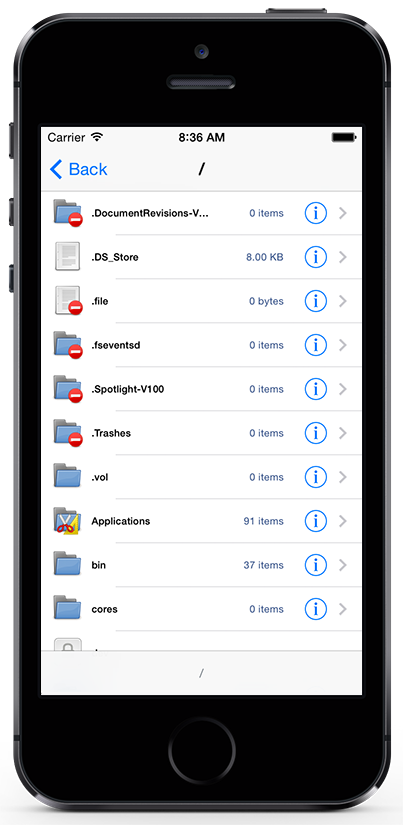 Carrier 8:36 AM
Back /
.DocumentRevisions-V... 0 items
.DS_Store 8.00 KB
.file 0 bytes
.fseventsd 0 items
.Spotlight-V100 0 items
.Trashes 0 items
.vol 0 items
Applications 91 items
bin 37 items
cores 0 items
/